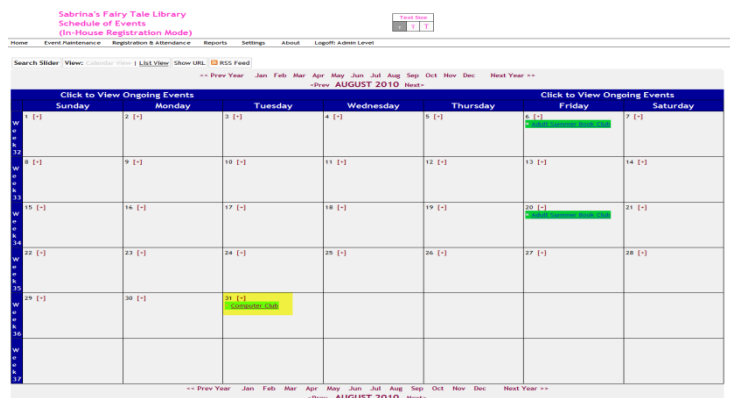 Sabrina's Fairy Tale Library
Schedule of Events
(In-House Registration Mode)
Text Size
T T T
Home Event Maintenance Registration & Attendance Reports Settings About Logoff: Admin Level
Search Slider View: Calendar View | List View Show URL RSS Feed
<< Prev Year Jan Feb Mar Apr May Jun Jul Aug Sep Oct Nov Dec Next Year >>
<Prev AUGUST 2010 Next>
Click to View Ongoing Events Click to View Ongoing Events
Sunday Monday Tuesday Wednesday Thursday Friday Saturday
Week 32 1 [+] 2 [+] 3 [+] 4 [+] 5 [+] 6 [+] 7 [+]
Adult Summer Book Club
Week 33 8 [+] 9 [+] 10 [+] 11 [+] 12 [+] 13 [+] 14 [+]
Week 34 15 [+] 16 [+] 17 [+] 18 [+] 19 [+] 20 [+] 21 [+]
Adult Summer Book Club
Week 35 22 [+] 23 [+] 24 [+] 25 [+] 26 [+] 27 [+] 28 [+]
Week 36 29 [+] 30 [+] 31 [+]
Computer Club
Week 37
<< Prev Year Jan Feb Mar Apr May Jun Jul Aug Sep Oct Nov Dec Next Year >>
<Prev AUGUST 2010 Next>